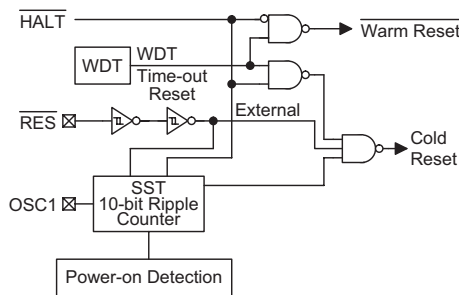 HALT
Warm Reset
WDT
WDT
Time-out
Reset
RES
External
Cold
Reset
SST
10-bit Ripple
Counter
OSC1
Power-on Detection